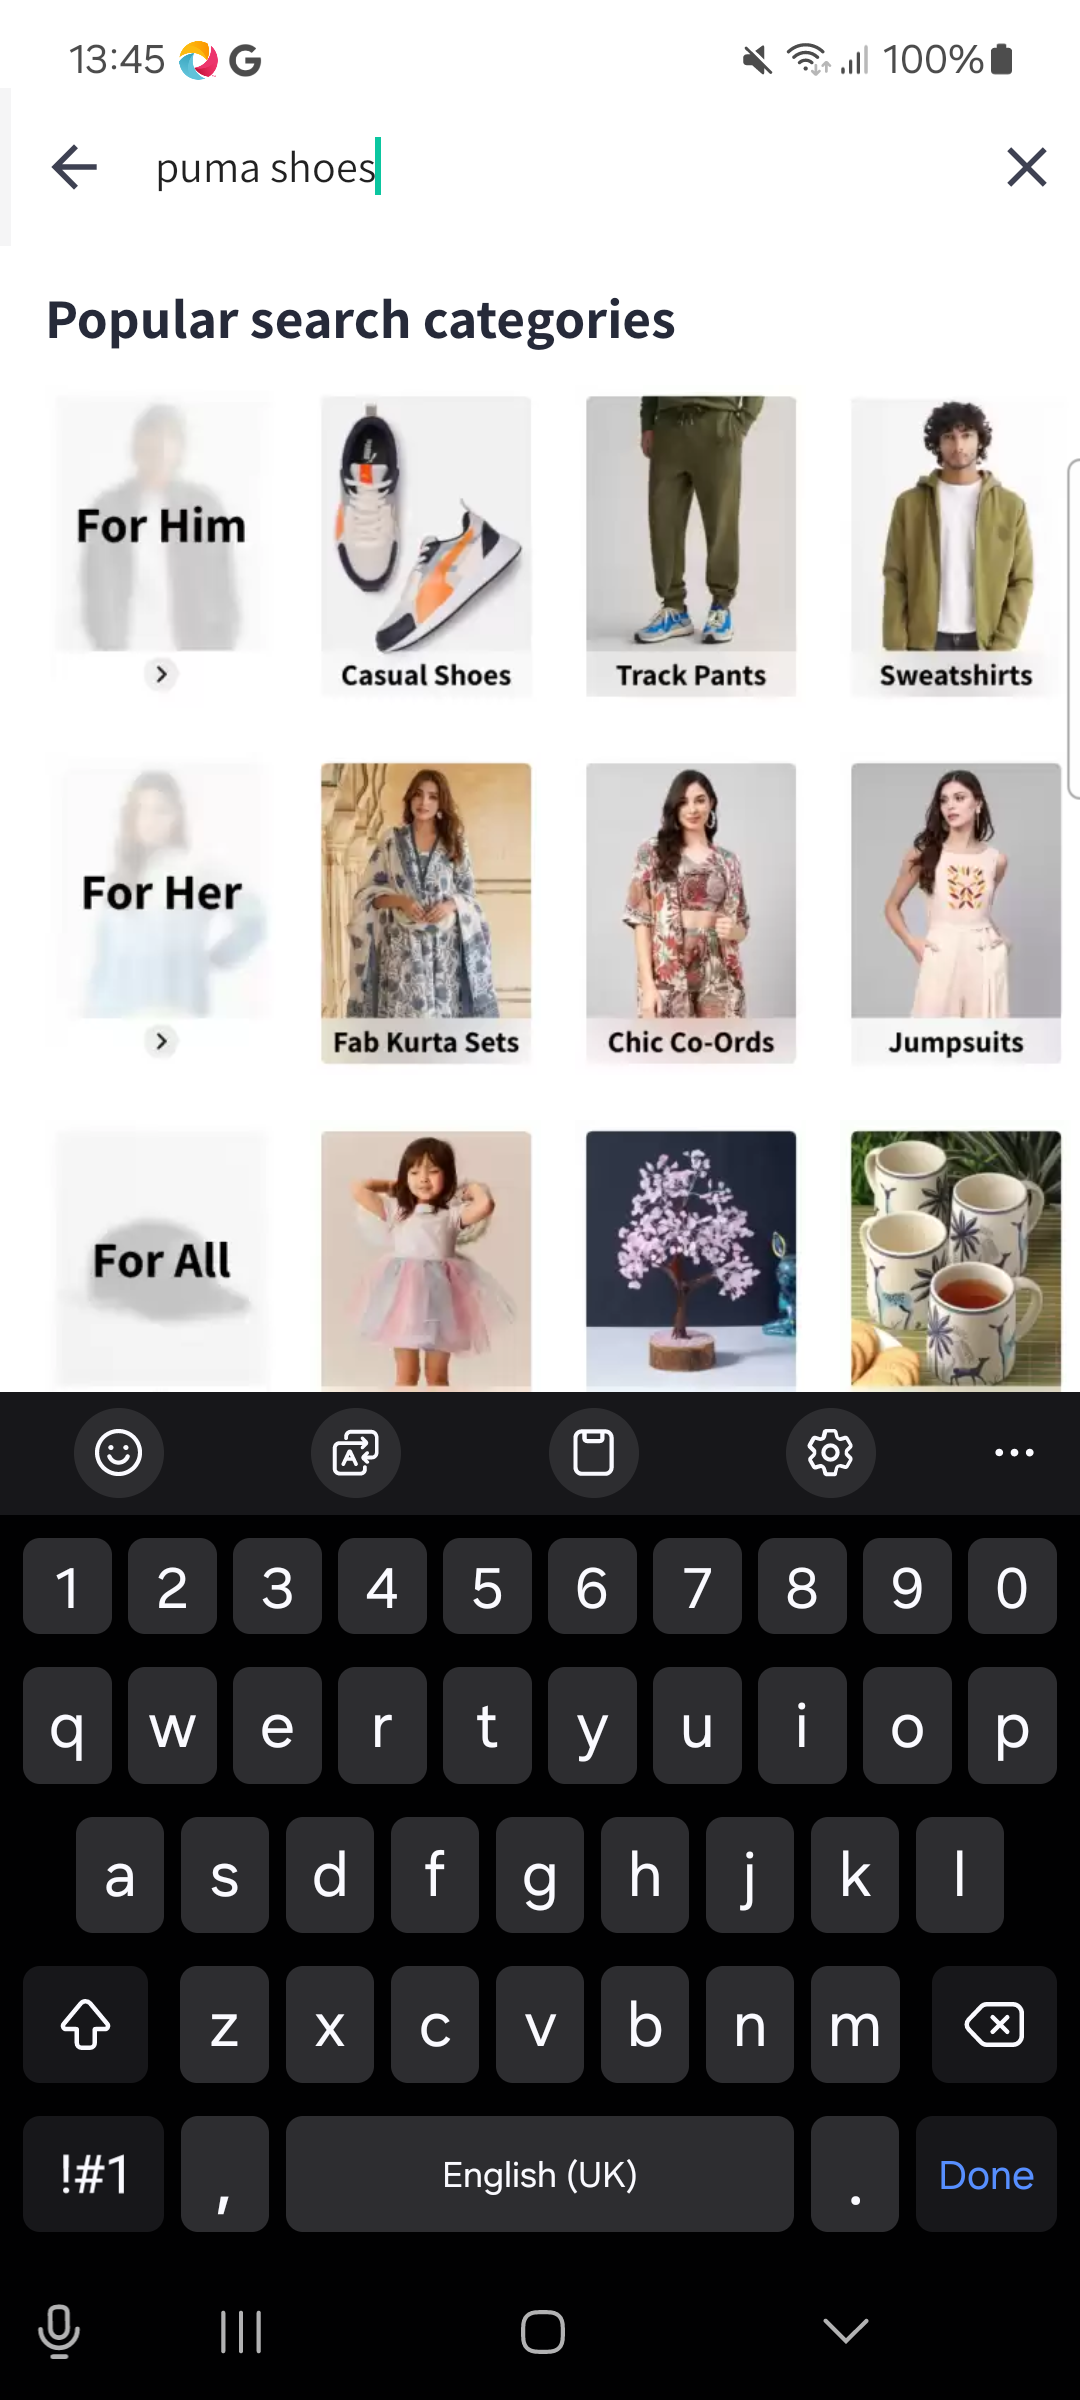 13:45 G 100%
puma shoes
Popular search categories
For Him
Casual Shoes
Track Pants
Sweatshirts
For Her
Fab Kurta Sets
Chic Co-Ords
Jumpsuits
For All
1 2 3 4 5 6 7 8 9 0
q w e r t y u i o p
a s d f g h j k l
z x c v b n m
!#1 , English (UK) . Done